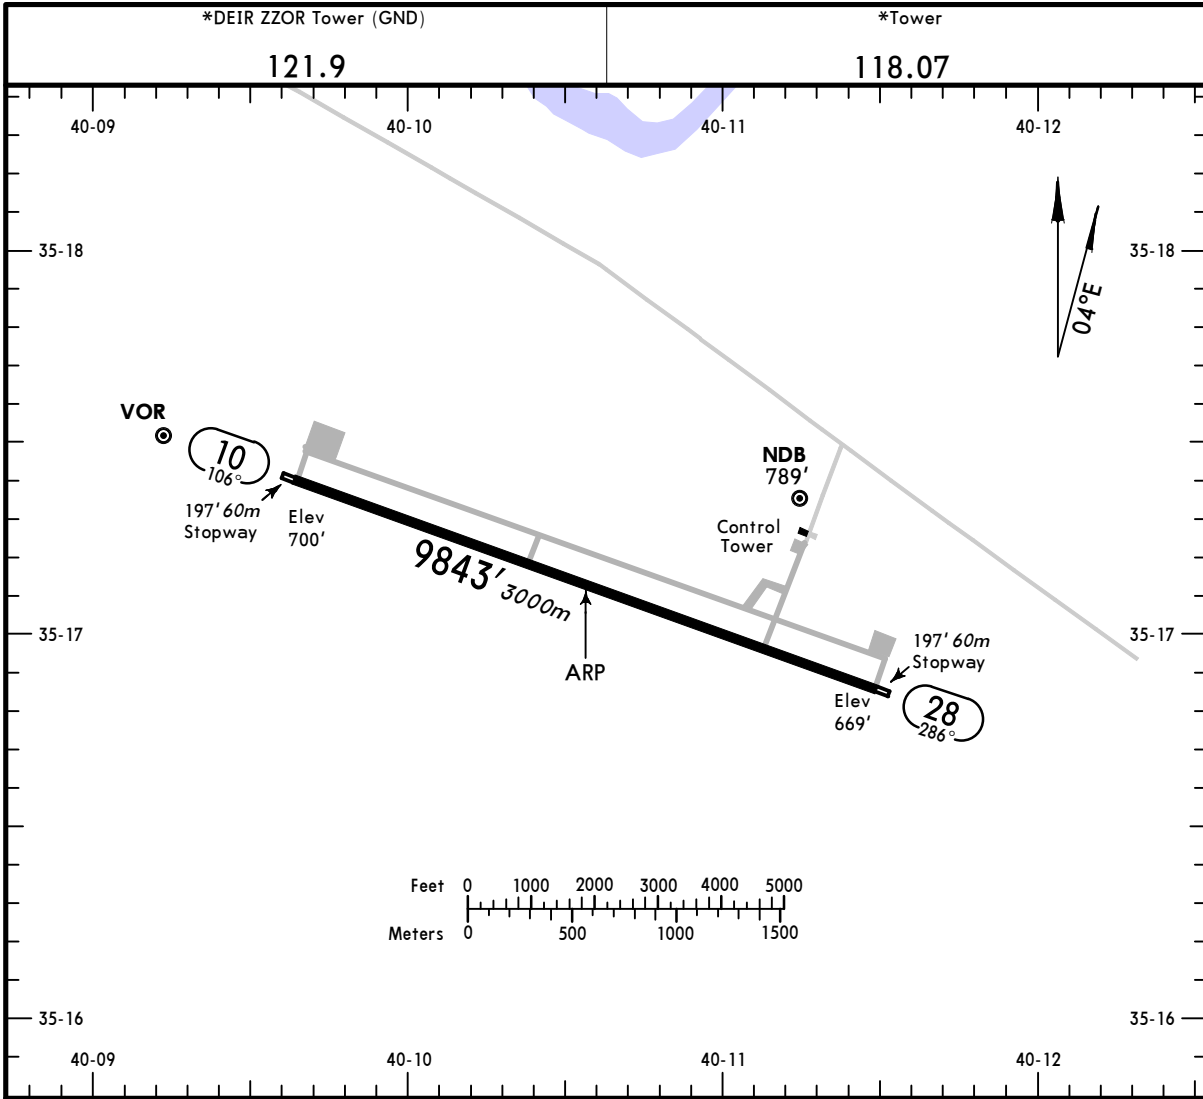 *DEIR ZZOR Tower (GND)
121.9
*Tower
118.07
40-09
40-10
40-11
40-12
35-18
35-18
04°E
VOR
10
106°
197' 60m
Stopway
Elev
700'
9843' 3000m
ARP
NDB
789'
Control
Tower
35-17
35-17
197' 60m
Stopway
Elev
669'
28
286°
Feet 0 1000 2000 3000 4000 5000
Meters 0 500 1000 1500
35-16
35-16
40-09
40-10
40-11
40-12